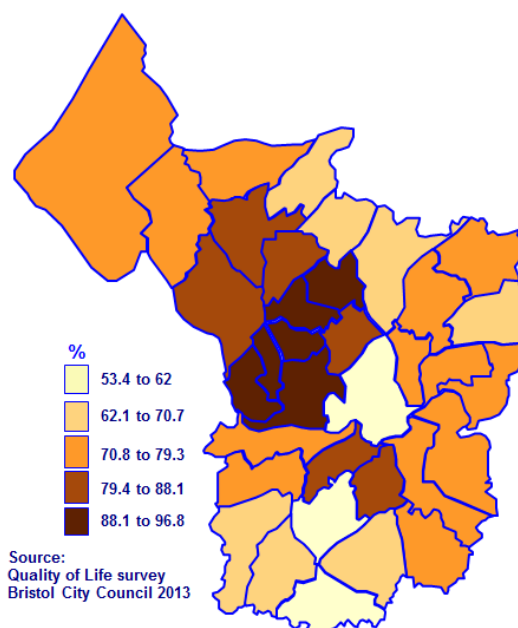 %
53.4 to 62
62.1 to 70.7
70.8 to 79.3
79.4 to 88.1
88.1 to 96.8
Source:
Quality of Life survey
Bristol City Council 2013